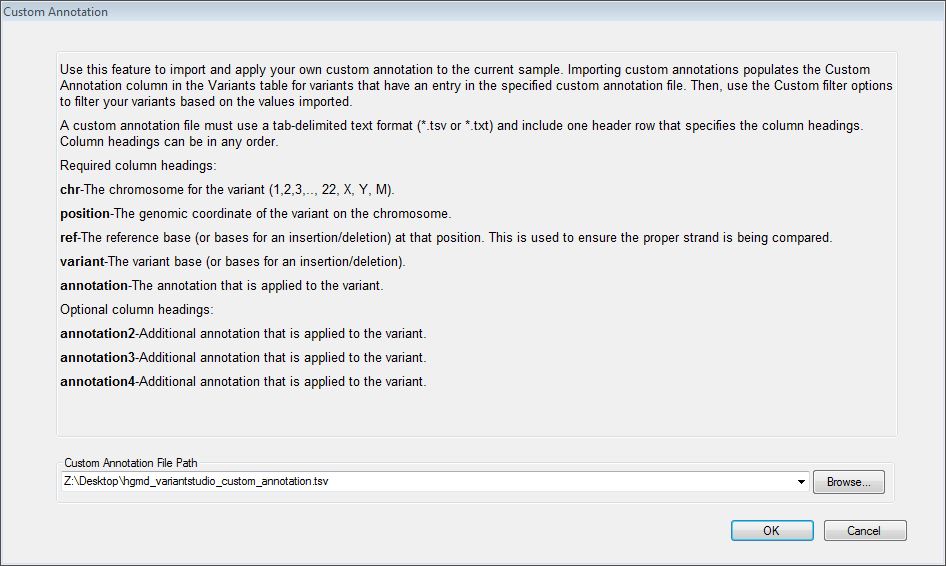 Custom Annotation
Use this feature to import and apply your own custom annotation to the current sample. Importing custom annotations populates the Custom
Annotation column in the Variants table for variants that have an entry in the specified custom annotation file. Then, use the Custom filter options
to filter your variants based on the values imported.
A custom annotation file must use a tab-delimited text format (*.tsv or *.txt) and include one header row that specifies the column headings.
Column headings can be in any order.
Required column headings:
chr-The chromosome for the variant (1,2,3,.., 22, X, Y, M).
position-The genomic coordinate of the variant on the chromosome.
ref-The reference base (or bases for an insertion/deletion) at that position. This is used to ensure the proper strand is being compared.
variant-The variant base (or bases for an insertion/deletion).
annotation-The annotation that is applied to the variant.
Optional column headings:
annotation2-Additional annotation that is applied to the variant.
annotation3-Additional annotation that is applied to the variant.
annotation4-Additional annotation that is applied to the variant.
Custom Annotation File Path
Z:\Desktop\hgmd_variantstudio_custom_annotation.tsv
Browse...
OK
Cancel